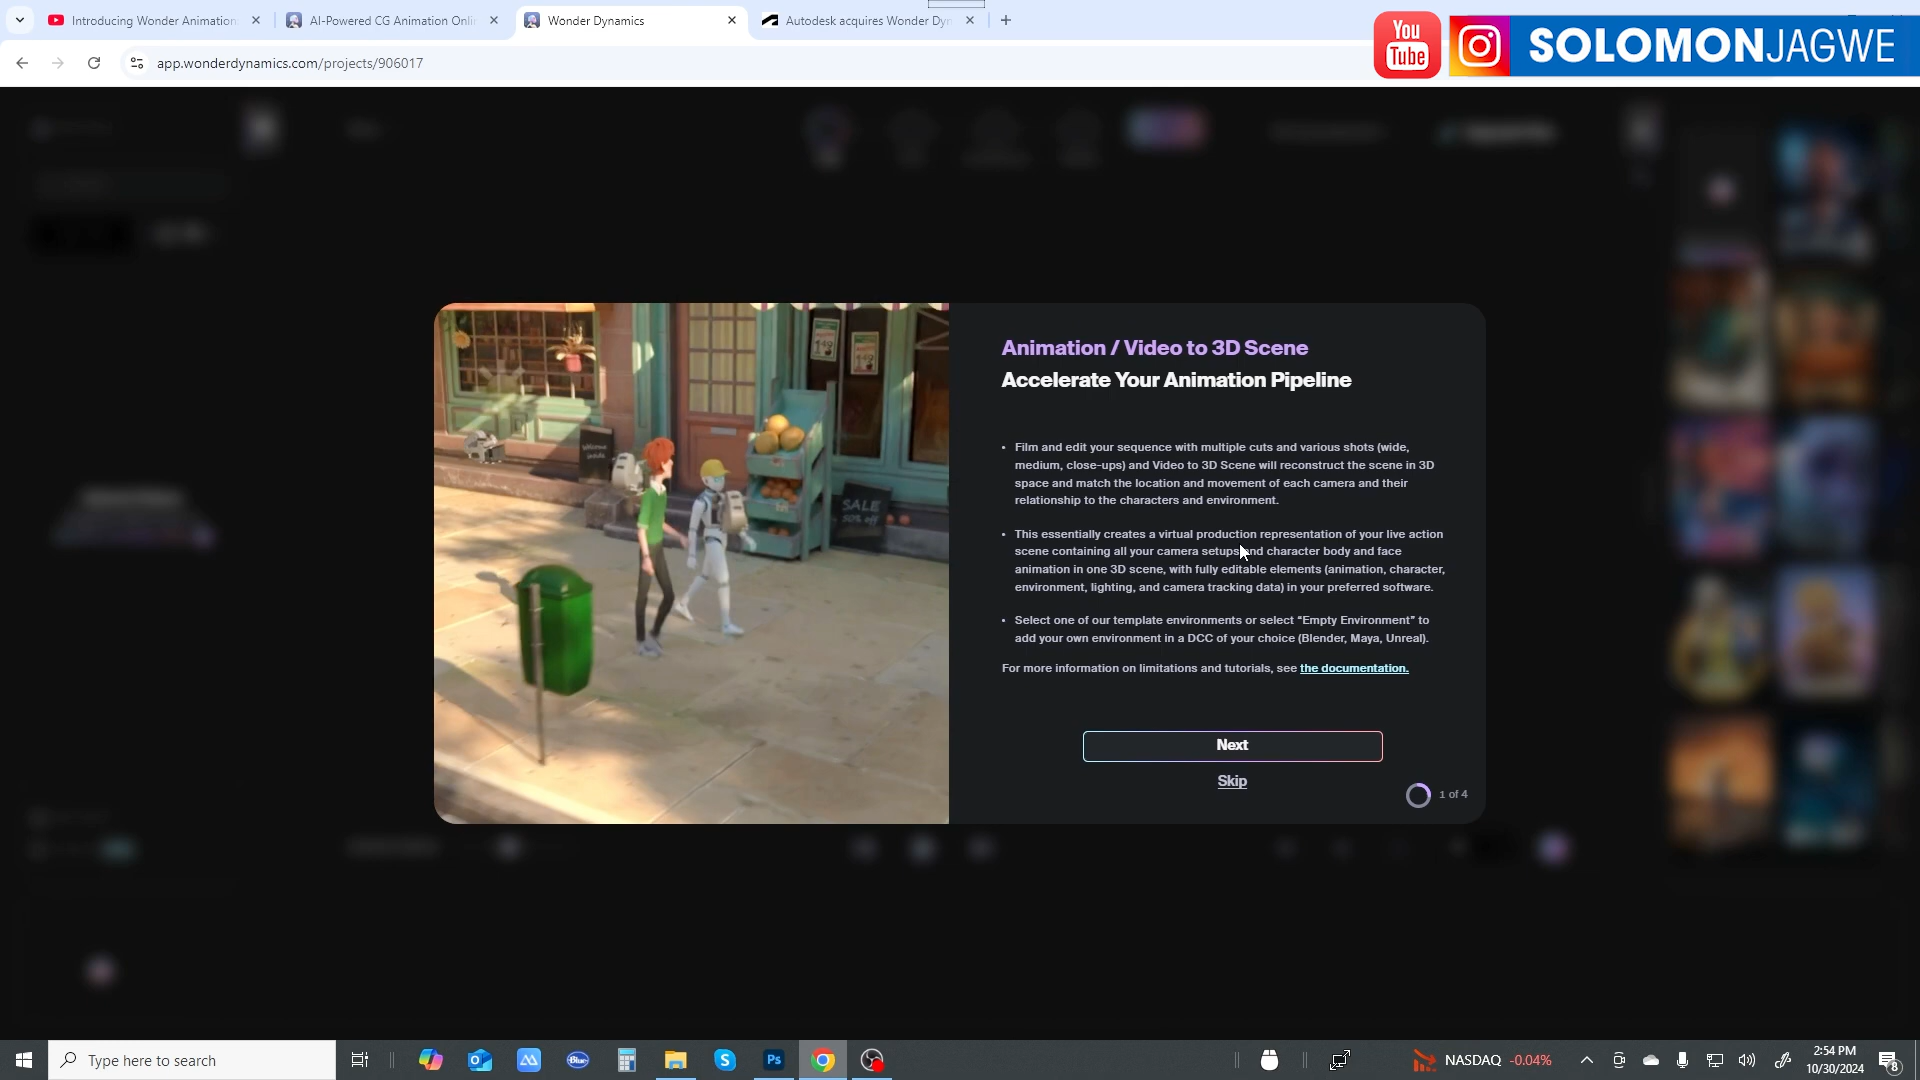 Introducing Wonder Animation
AI-Powered CG Animation Onli
Wonder Dynamics
Autodesk acquires Wonder Dyn
app.wonderdynamics.com/projects/906017
You
Tube
SOLOMONJAGWE
Animation / Video to 3D Scene
Accelerate Your Animation Pipeline
• Film and edit your sequence with multiple cuts and various shots (wide,
medium, close-ups) and Video to 3D Scene will reconstruct the scene in 3D
space and match the location and movement of each camera and their
relationship to the characters and environment.
• This essentially creates a virtual production representation of your live action
scene containing all your camera setups and character body and face
animation in one 3D scene, with fully editable elements (animation, character,
environment, lighting, and camera tracking data) in your preferred software.
• Select one of our template environments or select “Empty Environment” to
add your own environment in a DCC of your choice (Blender, Maya, Unreal).
For more information on limitations and tutorials, see the documentation.
Next
Skip
1 of 4
Welcome
SALE
50% off
Type here to search
Blue
Ps
NASDAQ -0.04%
2:54 PM
10/30/2024
8